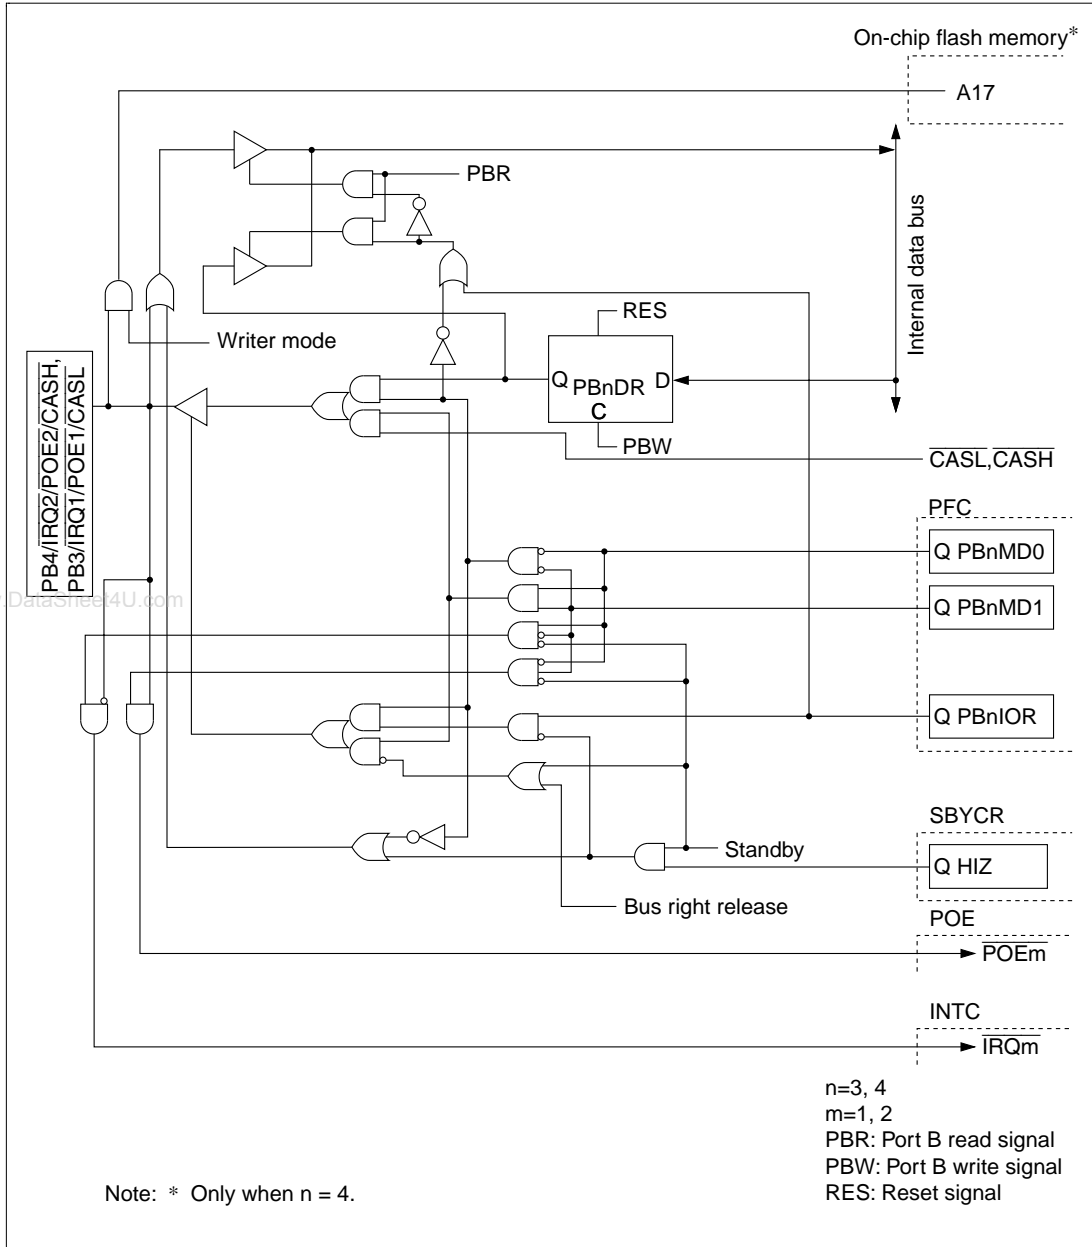 On-chip flash memory*
A17
PBR
Internal data bus
RES
Writer mode
Q PBnDR D
C
PBW
PB4/IRQ2/POE2/CASH,
PB3/IRQ1/POE1/CASL
CASL,CASH
PFC
Q PBnMD0
Q PBnMD1
.DataSheet4U.com
Q PBnIOR
SBYCR
Standby
Q HIZ
Bus right release
POE
POEm
INTC
IRQm
n=3, 4
m=1, 2
PBR: Port B read signal
PBW: Port B write signal
RES: Reset signal
Note: * Only when n = 4.